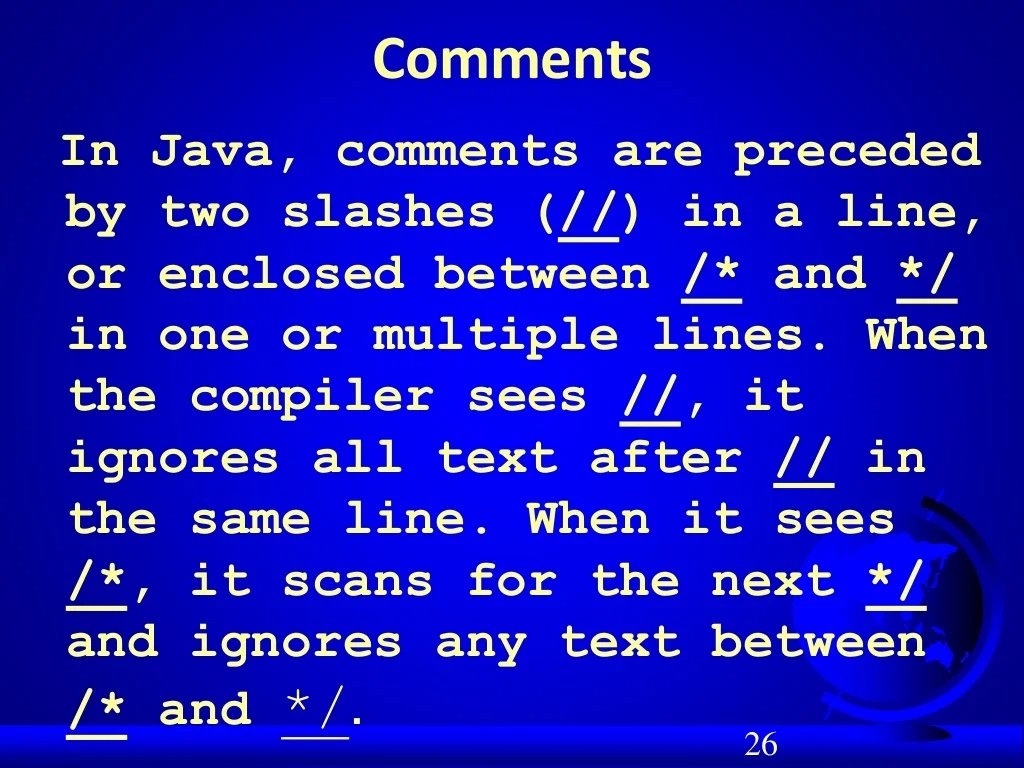 Comments
In Java, comments are preceded
by two slashes (//) in a line,
or enclosed between /* and */
in one or multiple lines. When
the compiler sees //, it
ignores all text after // in
the same line. When it sees
/*, it scans for the next */
and ignores any text between
/* and */.
26